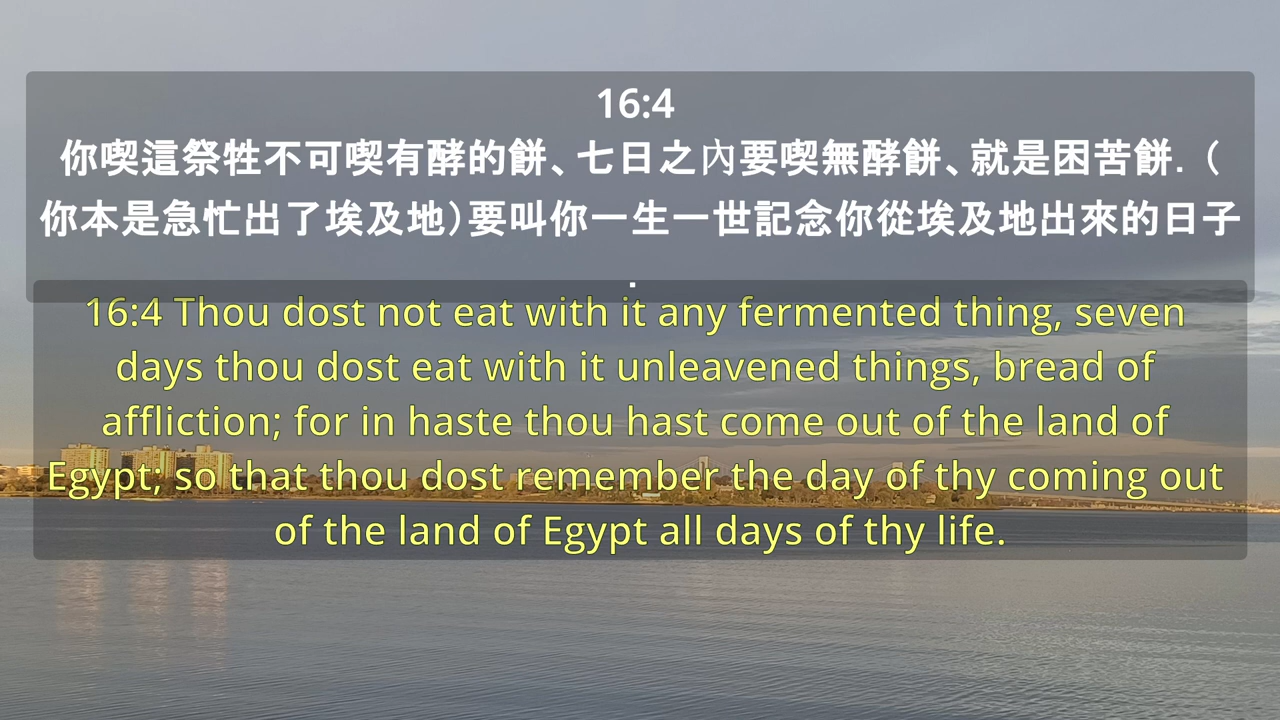 16:4
你喫這祭牲不可喫有酵的餅、七日之內要喫無酵餅、就是困苦餅.（
你本是急忙出了埃及地）要叫你一生一世記念你從埃及地出來的日子
.
16:4 Thou dost not eat with it any fermented thing, seven
days thou dost eat with it unleavened things, bread of
affliction; for in haste thou hast come out of the land of
Egypt; so that thou dost remember the day of thy coming out
of the land of Egypt all days of thy life.